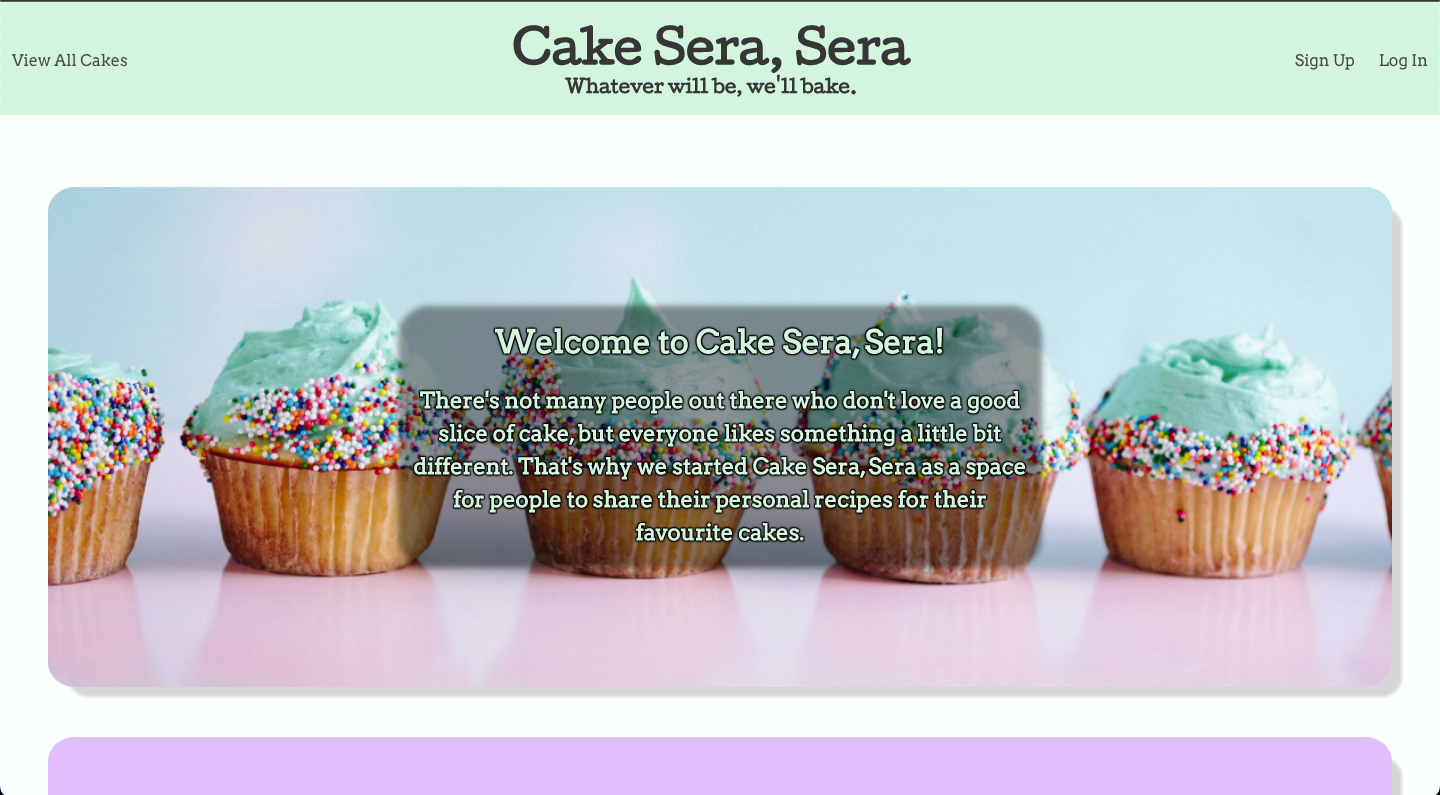 View All Cakes
Cake Sera, Sera
Whatever will be, we'll bake.
Sign Up
Log In
Welcome to Cake Sera, Sera!
There's not many people out there who don't love a good
slice of cake, but everyone likes something a little bit
different. That's why we started Cake Sera, Sera as a space
for people to share their personal recipes for their
favourite cakes.